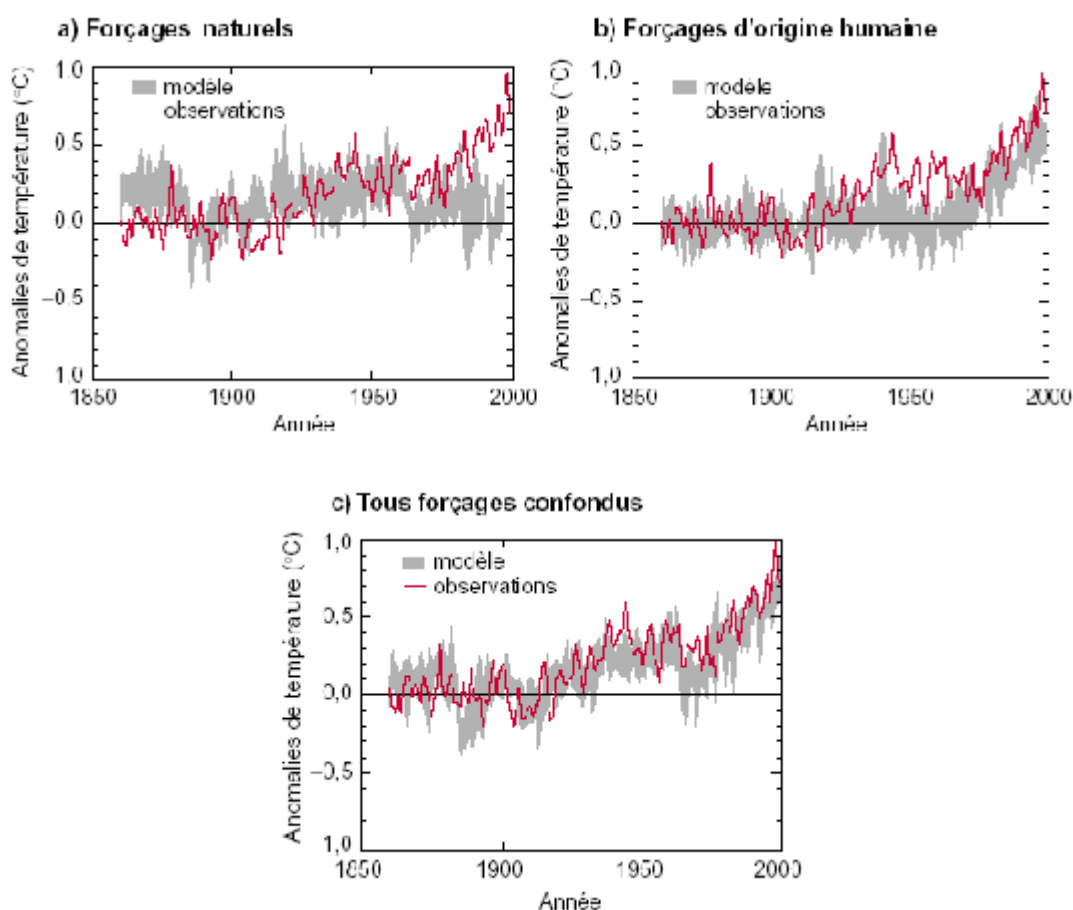 a) Forçages naturels
Anomalies de température (°C)
1,0
0,5
0,0
–0,5
1,0
modèle
observations
1850
1900
1950
2000
Année
b) Forçages d'origine humaine
Anomalies de température (°C)
1,0
0,5
0,0
–0,5
1,0
modèle
observations
1850
1900
1950
2000
Année
c) Tous forçages confondus
Anomalies de température (°C)
1,0
0,5
0,0
–0,5
1,0
modèle
observations
1850
1900
1950
2000
Année